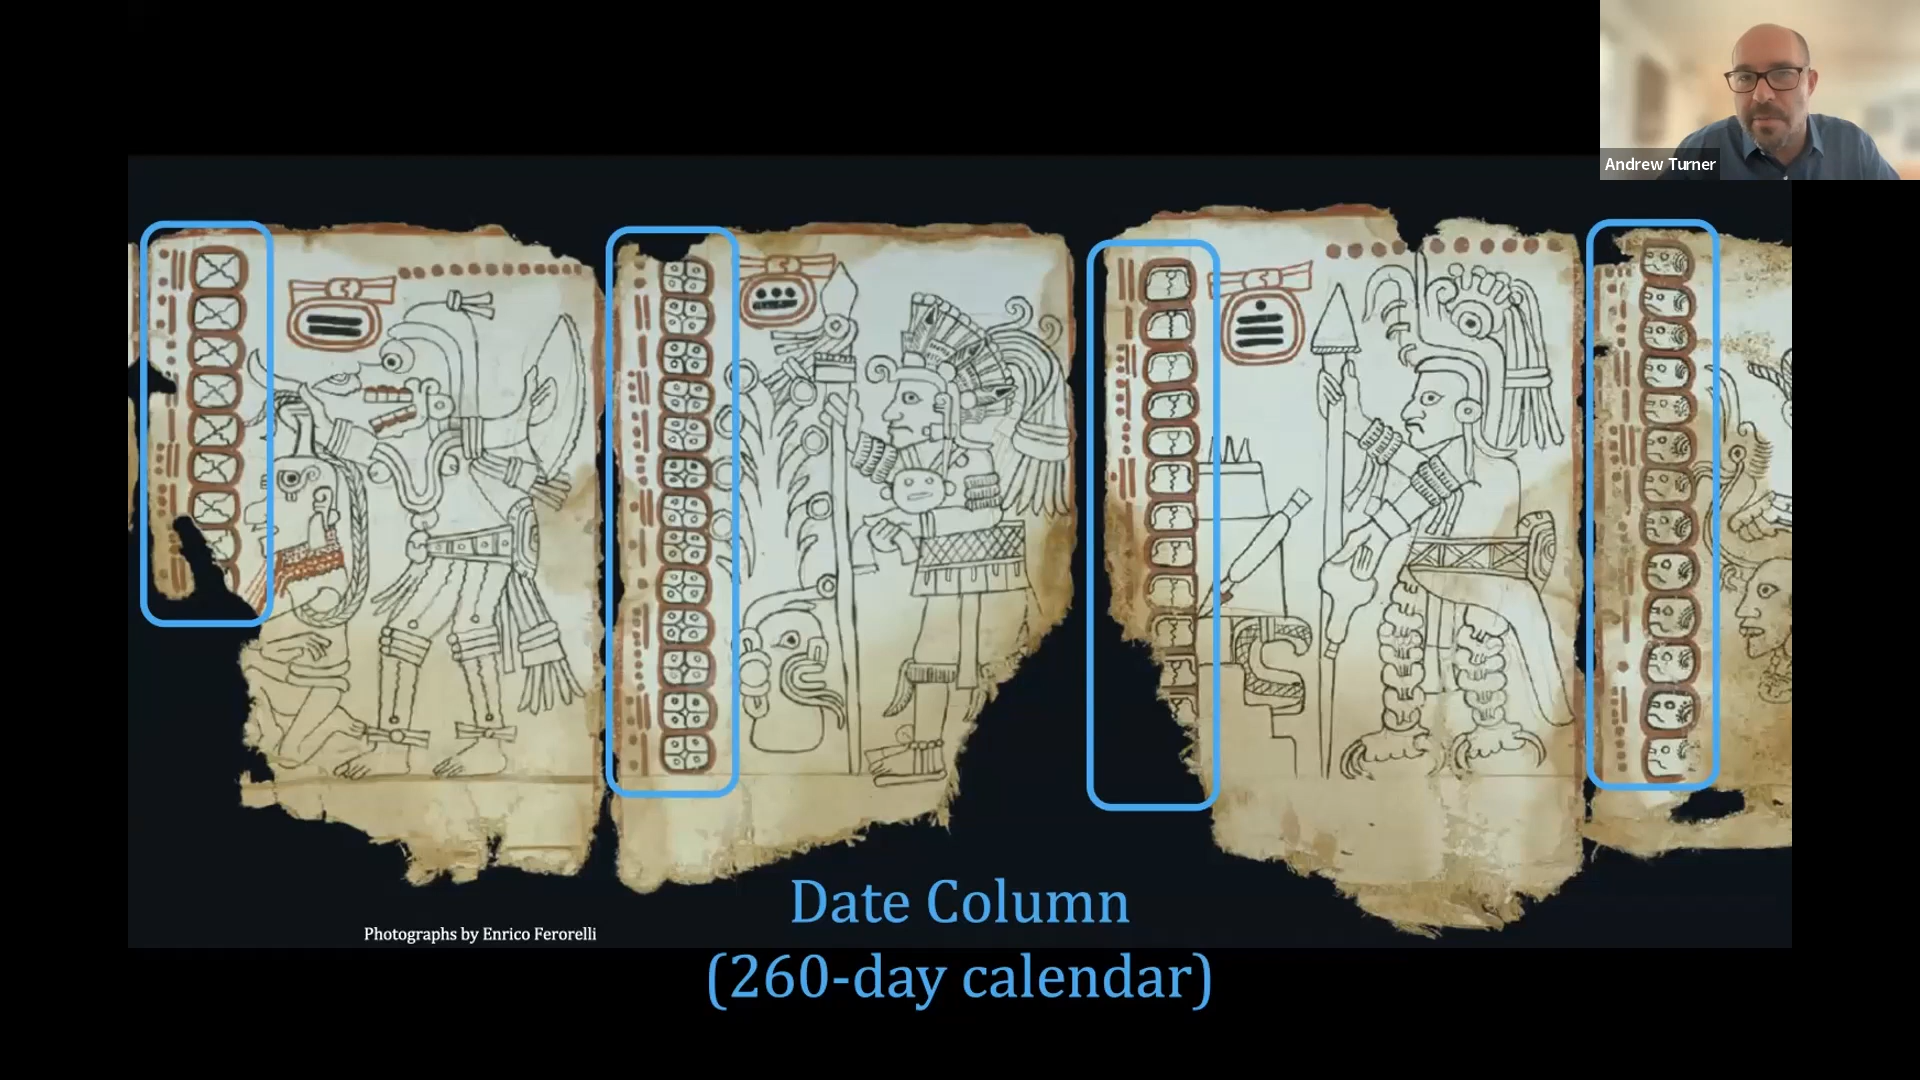 Andrew Turner
Photographs by Enrico Ferorelli
Date Column
(260-day calendar)